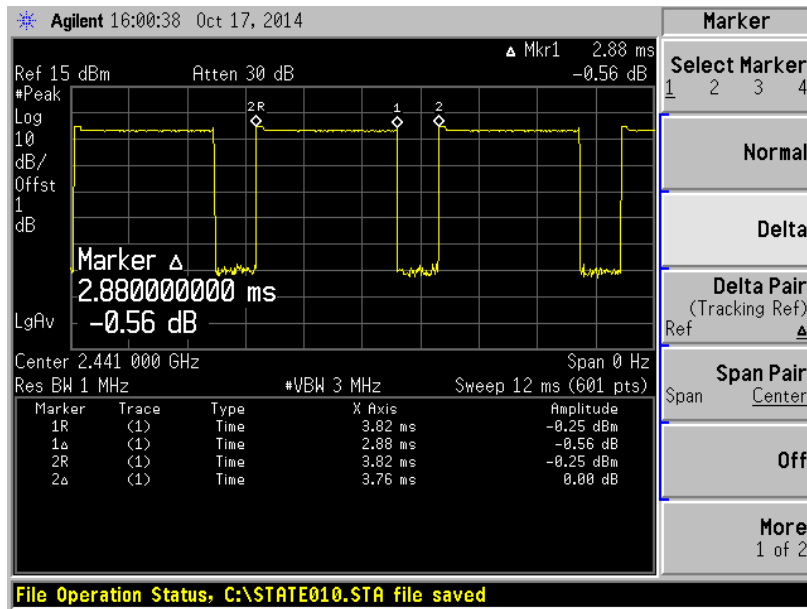 Agilent 16:00:38 Oct 17, 2014
Marker
Δ Mkr1 2.88 ms
Ref 15 dBm Atten 30 dB -0.56 dB
#Peak
Log
10
dB/
Offst
1
dB
2R 1 2
Marker Δ
2.880000000 ms
-0.56 dB
LgAv
Center 2.441 000 GHz Span 0 Hz
Res BW 1 MHz #VBW 3 MHz Sweep 12 ms (601 pts)
Marker Trace Type X Axis Amplitude
1R (1) Time 3.82 ms -0.25 dBm
1Δ (1) Time 2.88 ms -0.56 dB
2R (1) Time 3.82 ms -0.25 dBm
2Δ (1) Time 3.76 ms 0.00 dB
Select Marker
1 2 3 4
Normal
Delta
Delta Pair
(Tracking Ref)
Ref Δ
Span Pair
Span Center
Off
More
1 of 2
File Operation Status, C:\STATE010.STA file saved